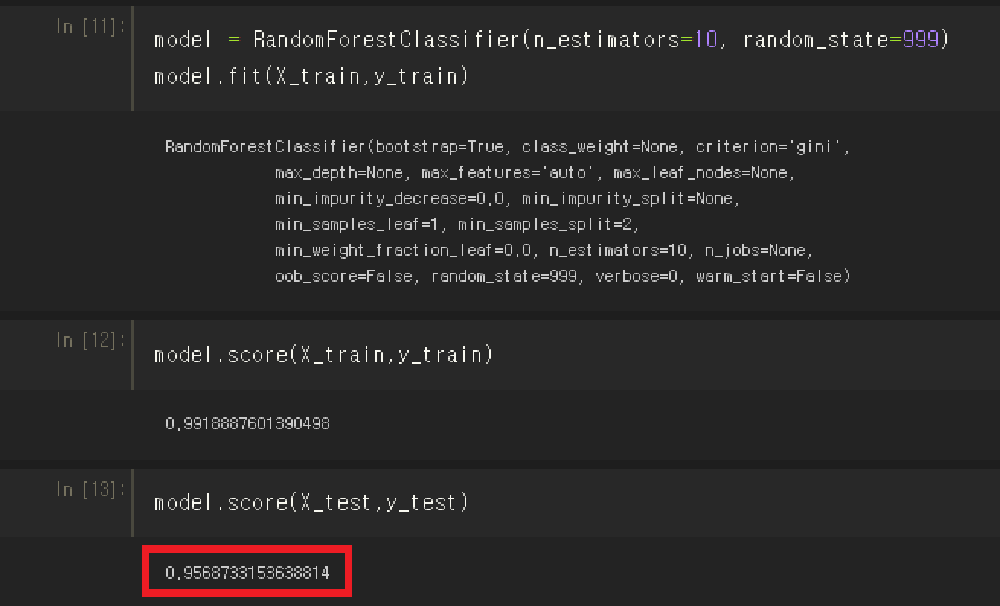 In [11]:
model = RandomForestClassifier(n_estimators=10, random_state=999)
model.fit(X_train,y_train)
RandomForestClassifier(bootstrap=True, class_weight=None, criterion='gini',
max_depth=None, max_features='auto', max_leaf_nodes=None,
min_impurity_decrease=0.0, min_impurity_split=None,
min_samples_leaf=1, min_samples_split=2,
min_weight_fraction_leaf=0.0, n_estimators=10, n_jobs=None,
oob_score=False, random_state=999, verbose=0, warm_start=False)
In [12]:
model.score(X_train,y_train)
0.9918887601390498
In [13]:
model.score(X_test,y_test)
0.9568733153638814